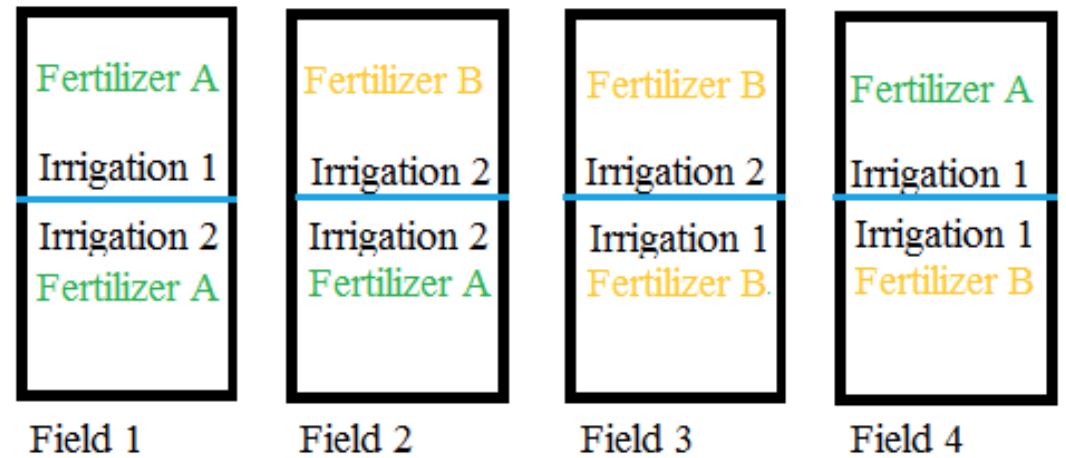 Fertilizer A
Irrigation 1
Irrigation 2
Fertilizer A
Field 1
Fertilizer B
Irrigation 2
Irrigation 2
Fertilizer A
Field 2
Fertilizer B
Irrigation 2
Irrigation 1
Fertilizer B.
Field 3
Fertilizer A
Irrigation 1
Irrigation 1
Fertilizer B
Field 4